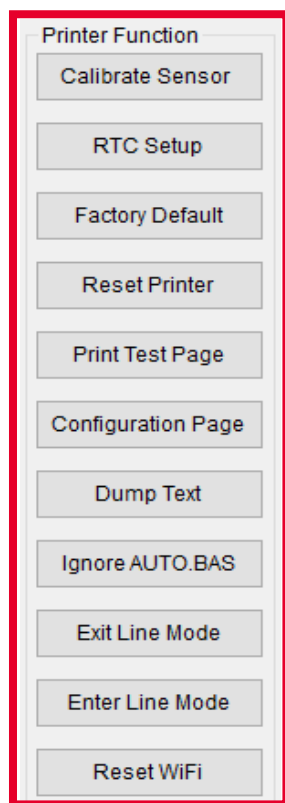 Printer Function
Calibrate Sensor
RTC Setup
Factory Default
Reset Printer
Print Test Page
Configuration Page
Dump Text
Ignore AUTO.BAS
Exit Line Mode
Enter Line Mode
Reset WiFi